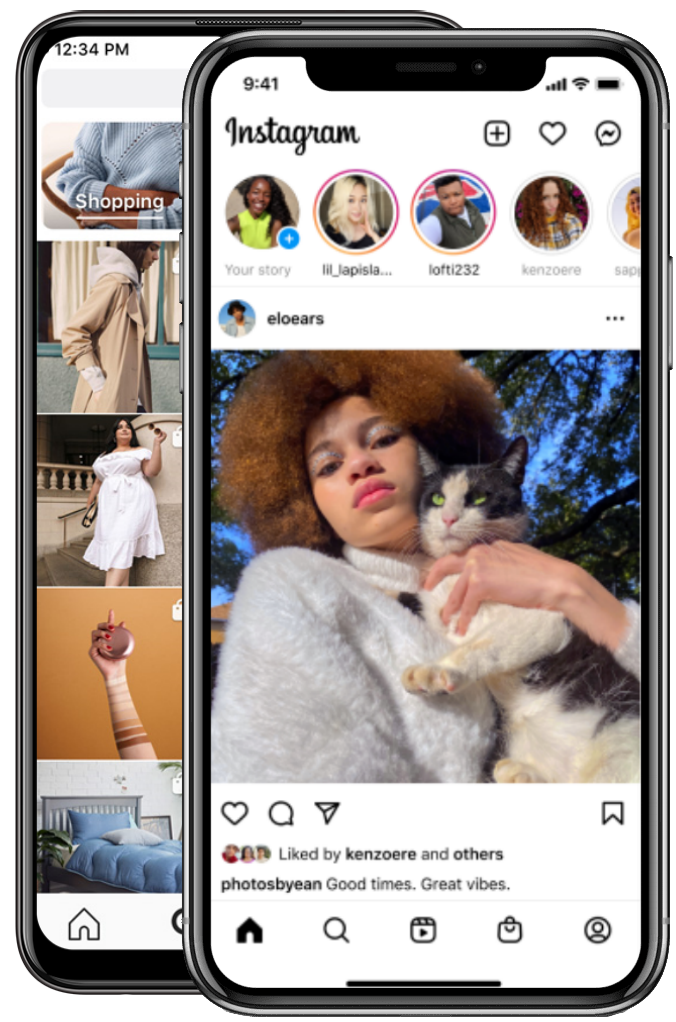 12:34 PM
Shopping
9:41
Instagram
Your story
lil_lapisla...
lofti232
kenzoere
sapp
eloears
...
Liked by kenzoere and others
photosbyean Good times. Great vibes.